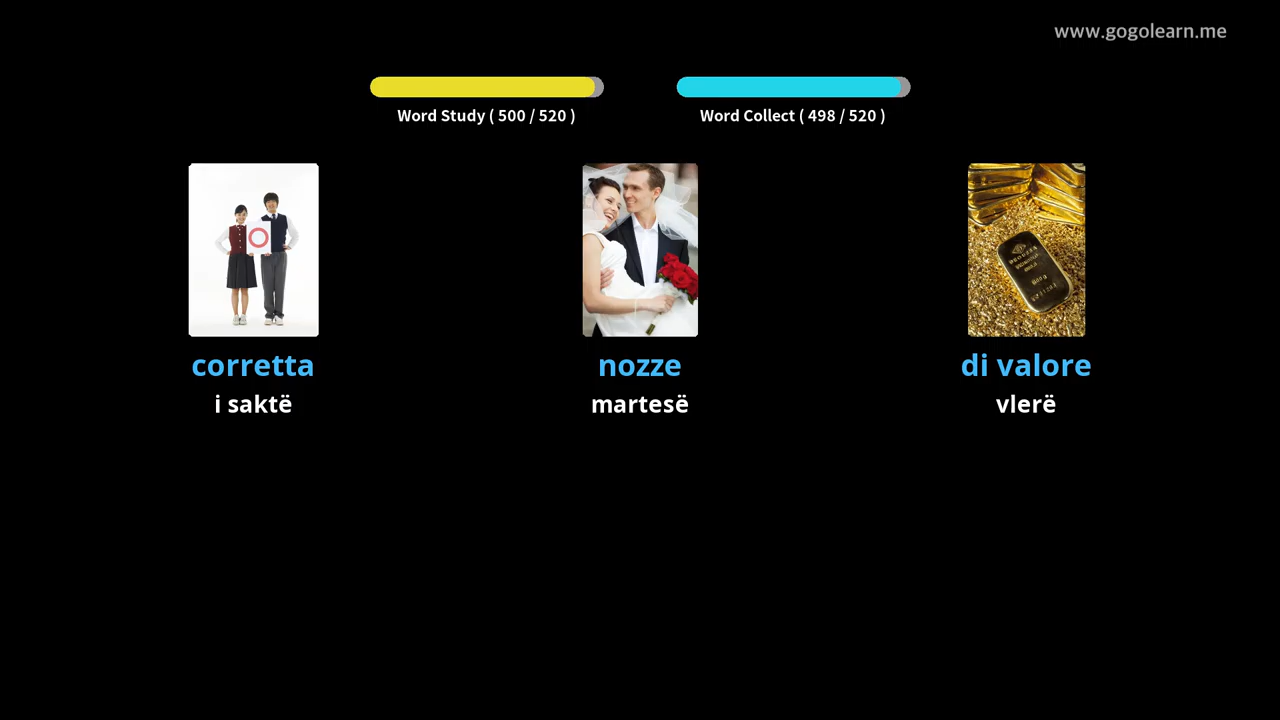 www.gogolearn.me
Word Study ( 500 / 520 )
Word Collect ( 498 / 520 )
corretta
nozze
di valore
i saktë
martesë
vlerë